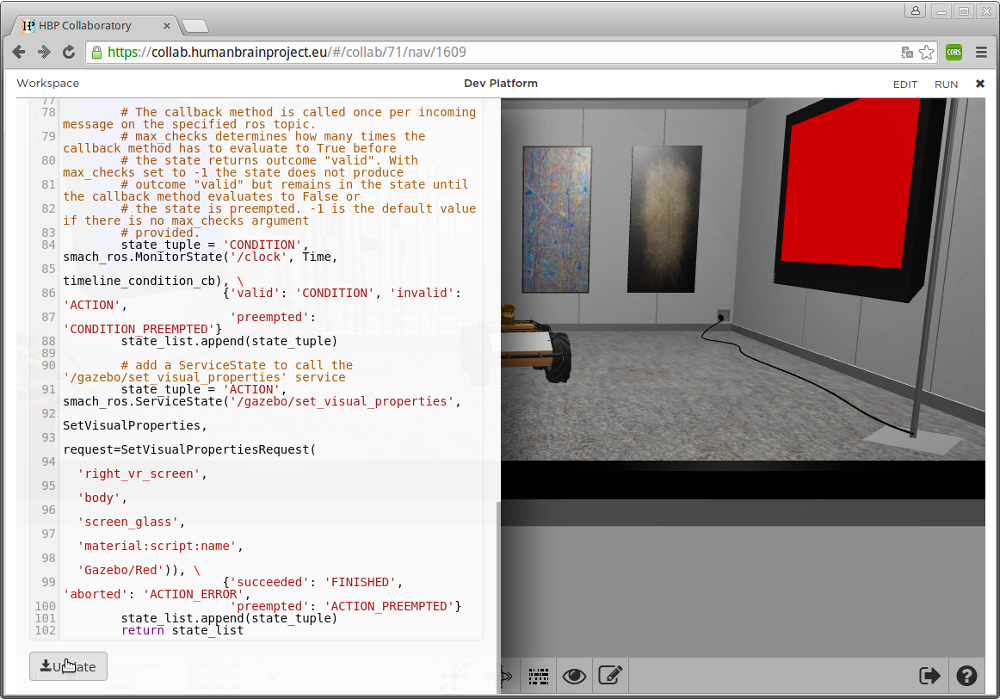 HBP Collaboratory
https://collab.humanbrainproject.eu/#/collab/71/nav/1609
CORS
Workspace
Dev Platform
EDIT
RUN
77
78 # The callback method is called once per incoming
message on the specified ros topic.
79 # max_checks determines how many times the
callback method has to evaluate to True before
80 # the state returns outcome "valid". With
max_checks set to -1 the state does not produce
81 # outcome "valid" but remains in the state until
the callback method evaluates to False or
82 # the state is preempted. -1 is the default value
if there is no max_checks argument
83 # provided.
84 state_tuple = 'CONDITION',
smach_ros.MonitorState('/clock', Time,
85
timeline_condition_cb), \
86 {'valid': 'CONDITION', 'invalid':
'ACTION',
87 'preempted':
'CONDITION_PREEMPTED'}
88 state_list.append(state_tuple)
89
90 # add a ServiceState to call the
'/gazebo/set_visual_properties' service
91 state_tuple = 'ACTION',
smach_ros.ServiceState('/gazebo/set_visual_properties',
92
SetVisualProperties,
93
request=SetVisualPropertiesRequest(
94
'right_vr_screen',
95
'body',
96
'screen_glass',
97
'material:script:name',
98
'Gazebo/Red')), \
99 {'succeeded': 'FINISHED',
'aborted': 'ACTION_ERROR',
100 'preempted': 'ACTION_PREEMPTED'}
101 state_list.append(state_tuple)
102 return state_list
Update